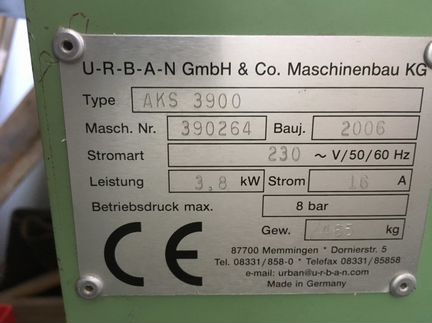 U-R-B-A-N GmbH & Co. Maschinenbau KG
Type AKS 3900
Masch. Nr. 390264 Bauj. 2006
Stromart 230 ~ V/50/60 Hz
Leistung 3,8 kW Strom 16 A
Betriebsdruck max. 8 bar
Gew. kg
87700 Memmingen * Dornierstr. 5
Tel. 08331/858-0 * Telefax 08331/85858
e-mail: urban@u-r-b-a-n.com
Made in Germany
CE